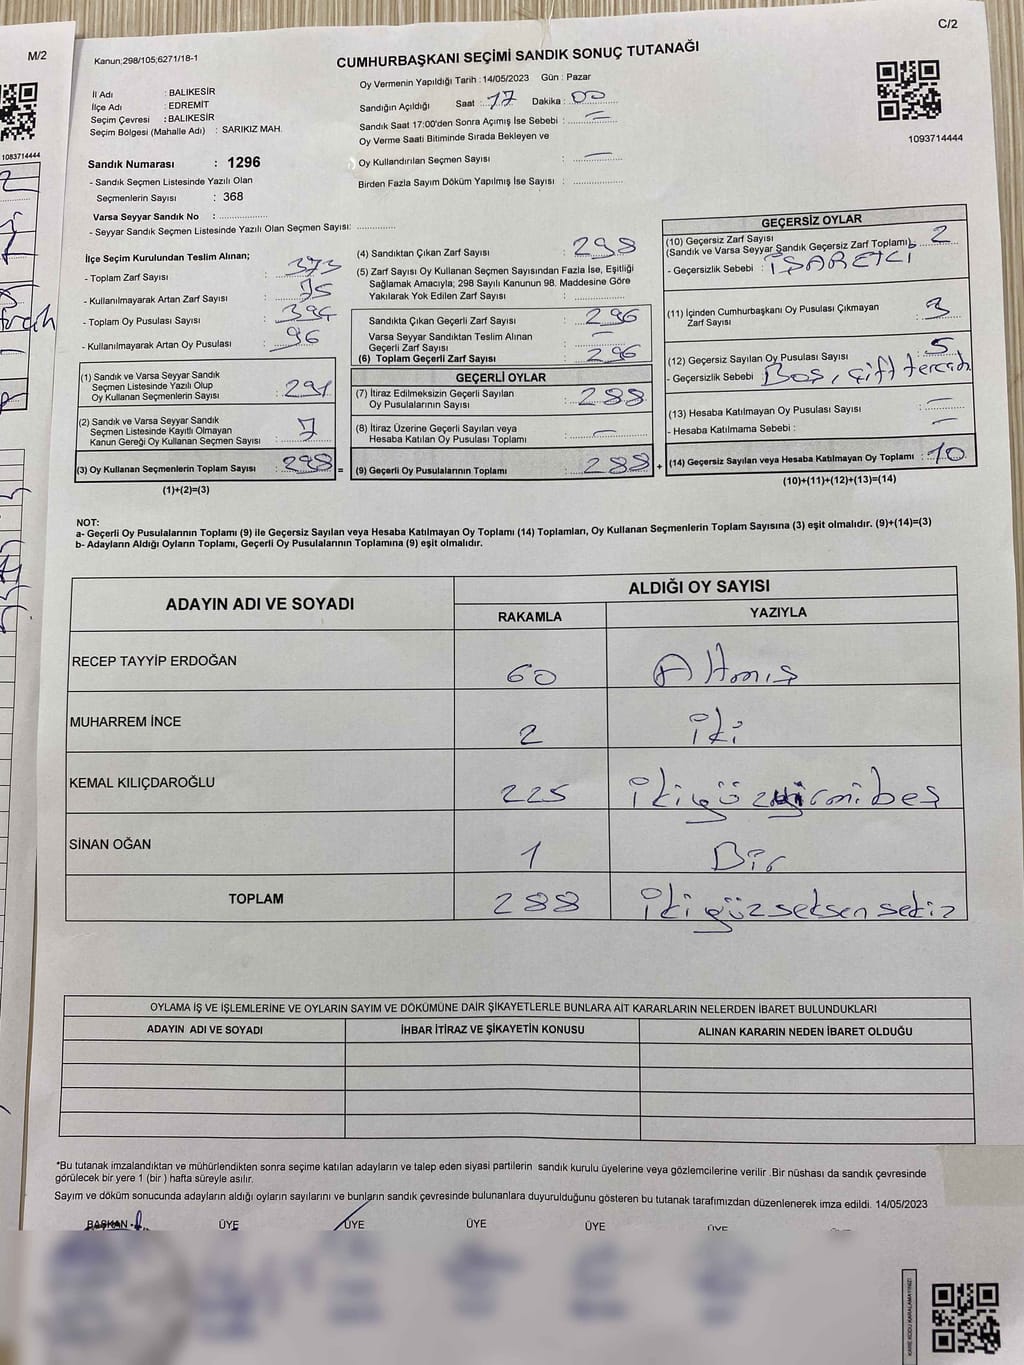 M/2
1083714444
C/2
Kanun;298/105;6271/18-1
CUMHURBAŞKANI SEÇİMİ SANDIK SONUÇ TUTANAĞI
İl Adı : BALIKESİR
İlçe Adı : EDREMİT
Seçim Çevresi : BALIKESİR
Seçim Bölgesi (Mahalle Adı) : SARIKIZ MAH.
Oy Vermenin Yapıldığı Tarih : 14/05/2023 Gün : Pazar
Sandığın Açıldığı Saat : 17 Dakika : 00
Sandık Saat 17:00'den Sonra Açımış İse Sebebi : —
Oy Verme Saati Bitiminde Sırada Bekleyen ve
Oy Kullandırılan Seçmen Sayısı : —
Birden Fazla Sayım Döküm Yapılmış İse Sayısı :
1093714444
Sandık Numarası : 1296
- Sandık Seçmen Listesinde Yazılı Olan
Seçmenlerin Sayısı : 368
Varsa Seyyar Sandık No :
- Seyyar Sandık Seçmen Listesinde Yazılı Olan Seçmen Sayısı:
İlçe Seçim Kurulundan Teslim Alınan;
- Toplam Zarf Sayısı : 373
- Kullanılmayarak Artan Zarf Sayısı : 75
- Toplam Oy Pusulası Sayısı : 394
- Kullanılmayarak Artan Oy Pusulası : 96
(1) Sandık ve Varsa Seyyar Sandık
Seçmen Listesinde Yazılı Olup
Oy Kullanan Seçmenlerin Sayısı : 291
(2) Sandık ve Varsa Seyyar Sandık
Seçmen Listesinde Kayıtlı Olmayan
Kanun Gereği Oy Kullanan Seçmen Sayısı : 7
(3) Oy Kullanan Seçmenlerin Toplam Sayısı : 298 =
(1)+(2)=(3)
(4) Sandıktan Çıkan Zarf Sayısı : 298
(5) Zarf Sayısı Oy Kullanan Seçmen Sayısından Fazla İse, Eşitliği
Sağlamak Amacıyla; 298 Sayılı Kanunun 98. Maddesine Göre
Yakılarak Yok Edilen Zarf Sayısı :
Sandıkta Çıkan Geçerli Zarf Sayısı : 296
Varsa Seyyar Sandıktan Teslim Alınan
Geçerli Zarf Sayısı : —
(6) Toplam Geçerli Zarf Sayısı : 296
GEÇERLİ OYLAR
(7) İtiraz Edilmeksizin Geçerli Sayılan
Oy Pusulalarının Sayısı : 288
(8) İtiraz Üzerine Geçerli Sayılan veya
Hesaba Katılan Oy Pusulası Toplamı : —
(9) Geçerli Oy Pusulalarının Toplamı : 288 +
GEÇERSİZ OYLAR
(10) Geçersiz Zarf Sayısı
(Sandık ve Varsa Seyyar Sandık Geçersiz Zarf Toplamı) : 2
- Geçersizlik Sebebi : İŞARETLİ
(11) İçinden Cumhurbaşkanı Oy Pusulası Çıkmayan
Zarf Sayısı : 3
(12) Geçersiz Sayılan Oy Pusulası Sayısı : 5
- Geçersizlik Sebebi : Boş, çift tercih
(13) Hesaba Katılmayan Oy Pusulası Sayısı : —
- Hesaba Katılmama Sebebi : —
(14) Geçersiz Sayılan veya Hesaba Katılmayan Oy Toplamı : 10
(10)+(11)+(12)+(13)=(14)
NOT:
a- Geçerli Oy Pusulalarının Toplamı (9) ile Geçersiz Sayılan veya Hesaba Katılmayan Oy Toplamı (14) Toplamları, Oy Kullanan Seçmenlerin Toplam Sayısına (3) eşit olmalıdır. (9)+(14)=(3)
b- Adayların Aldığı Oyların Toplamı, Geçerli Oy Pusulalarının Toplamına (9) eşit olmalıdır.
ADAYIN ADI VE SOYADI
ALDIĞI OY SAYISI
RAKAMLA YAZIYLA
RECEP TAYYİP ERDOĞAN 60 Altmış
MUHARREM İNCE 2 iki
KEMAL KILIÇDAROĞLU 225 ikiyüzyirmibeş
SİNAN OĞAN 1 Bir
TOPLAM 288 ikiyüzseksensekiz
OYLAMA İŞ VE İŞLEMLERİNE VE OYLARIN SAYIM VE DÖKÜMÜNE DAİR ŞİKAYETLERLE BUNLARA AİT KARARLARIN NELERDEN İBARET BULUNDUKLARI
ADAYIN ADI VE SOYADI İHBAR İTİRAZ VE ŞİKAYETİN KONUSU ALINAN KARARIN NEDEN İBARET OLDUĞU
*Bu tutanak imzalandıktan ve mühürlendikten sonra seçime katılan adayların ve talep eden siyasi partilerin sandık kurulu üyelerine veya gözlemcilerine verilir .Bir nüshası da sandık çevresinde
görülecek bir yere 1 (bir ) hafta süreyle asılır.
Sayım ve döküm sonucunda adayların aldığı oyların sayılarını ve bunların sandık çevresinde bulunanlara duyurulduğunu gösteren bu tutanak tarafımızdan düzenlenerek imza edildi. 14/05/2023
BAŞKAN ÜYE ÜYE ÜYE ÜYE ÜYE
KARE KODU KARALAMAYINIZ!